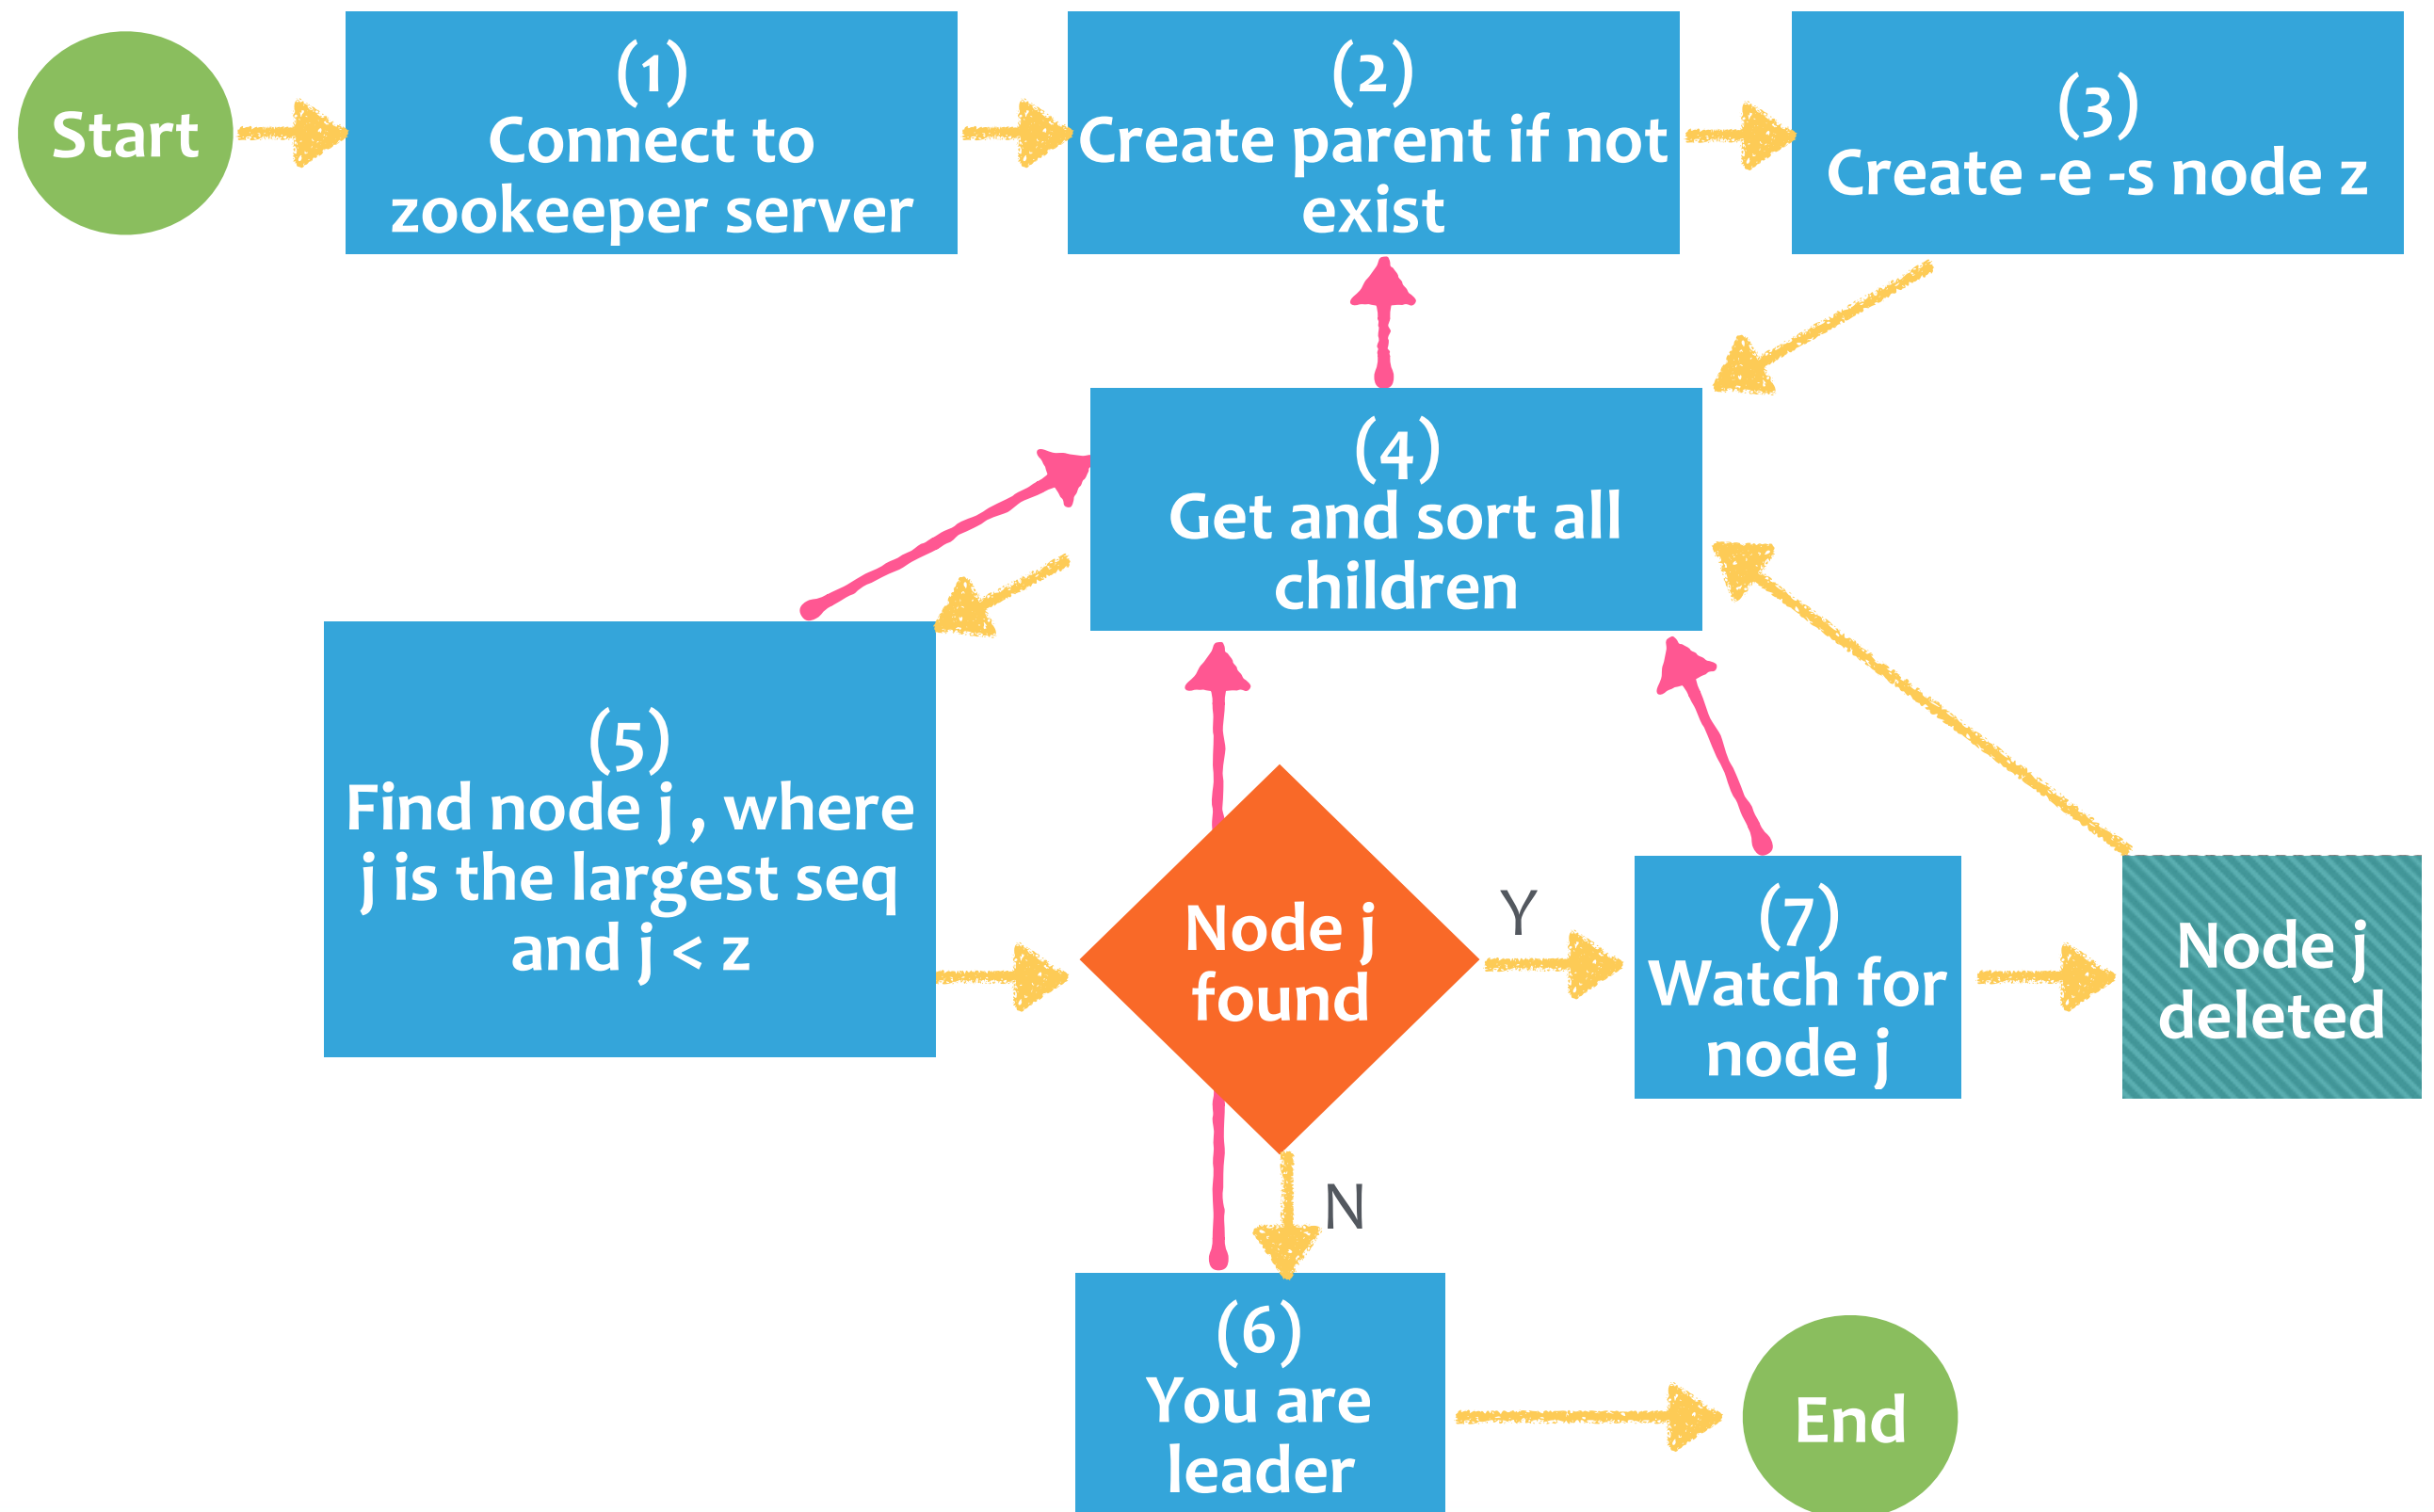 Start
(1)
Connect to
zookeeper server
(2)
Create parent if not
exist
(3)
Create -e -s node z
(4)
Get and sort all
children
(5)
Find node j , where
j is the largest seq
and j < z
Node j
found
Y
(7)
Watch for
node j
Node j
deleted
N
(6)
You are
leader
End